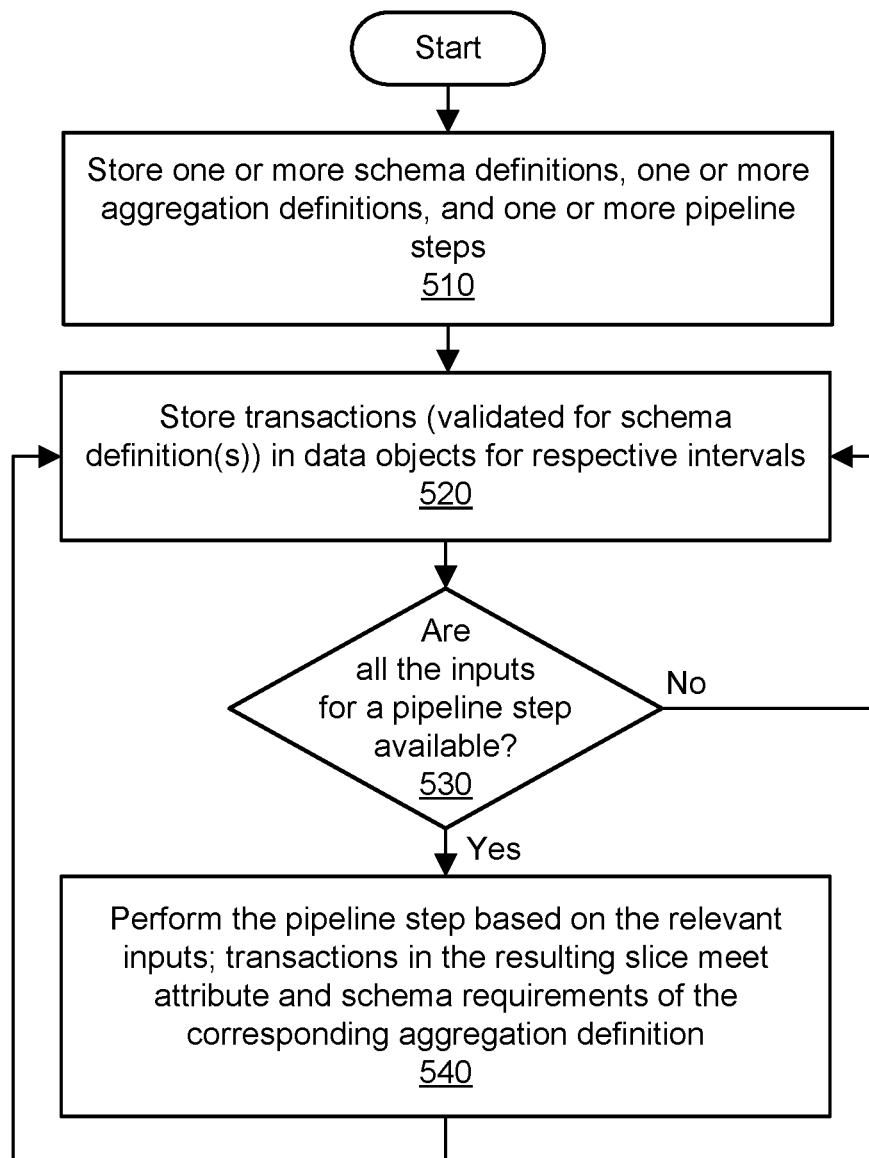 Start
Store one or more schema definitions, one or more
aggregation definitions, and one or more pipeline
steps
510
Store transactions (validated for schema
definition(s)) in data objects for respective intervals
520
Are
all the inputs
for a pipeline step
available?
530
No
Yes
Perform the pipeline step based on the relevant
inputs; transactions in the resulting slice meet
attribute and schema requirements of the
corresponding aggregation definition
540